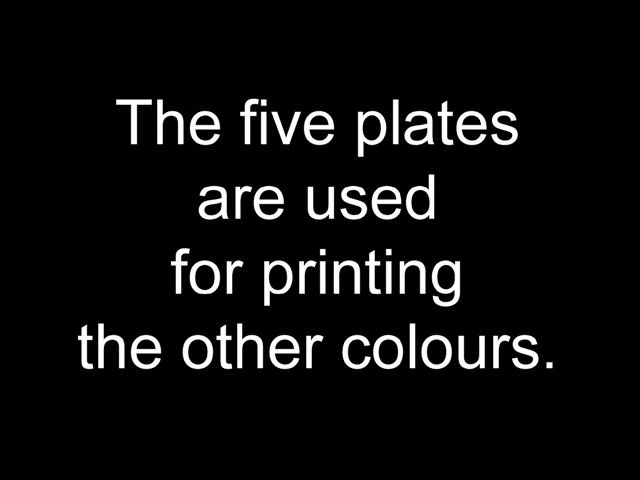 The five plates
are used
for printing
the other colours.